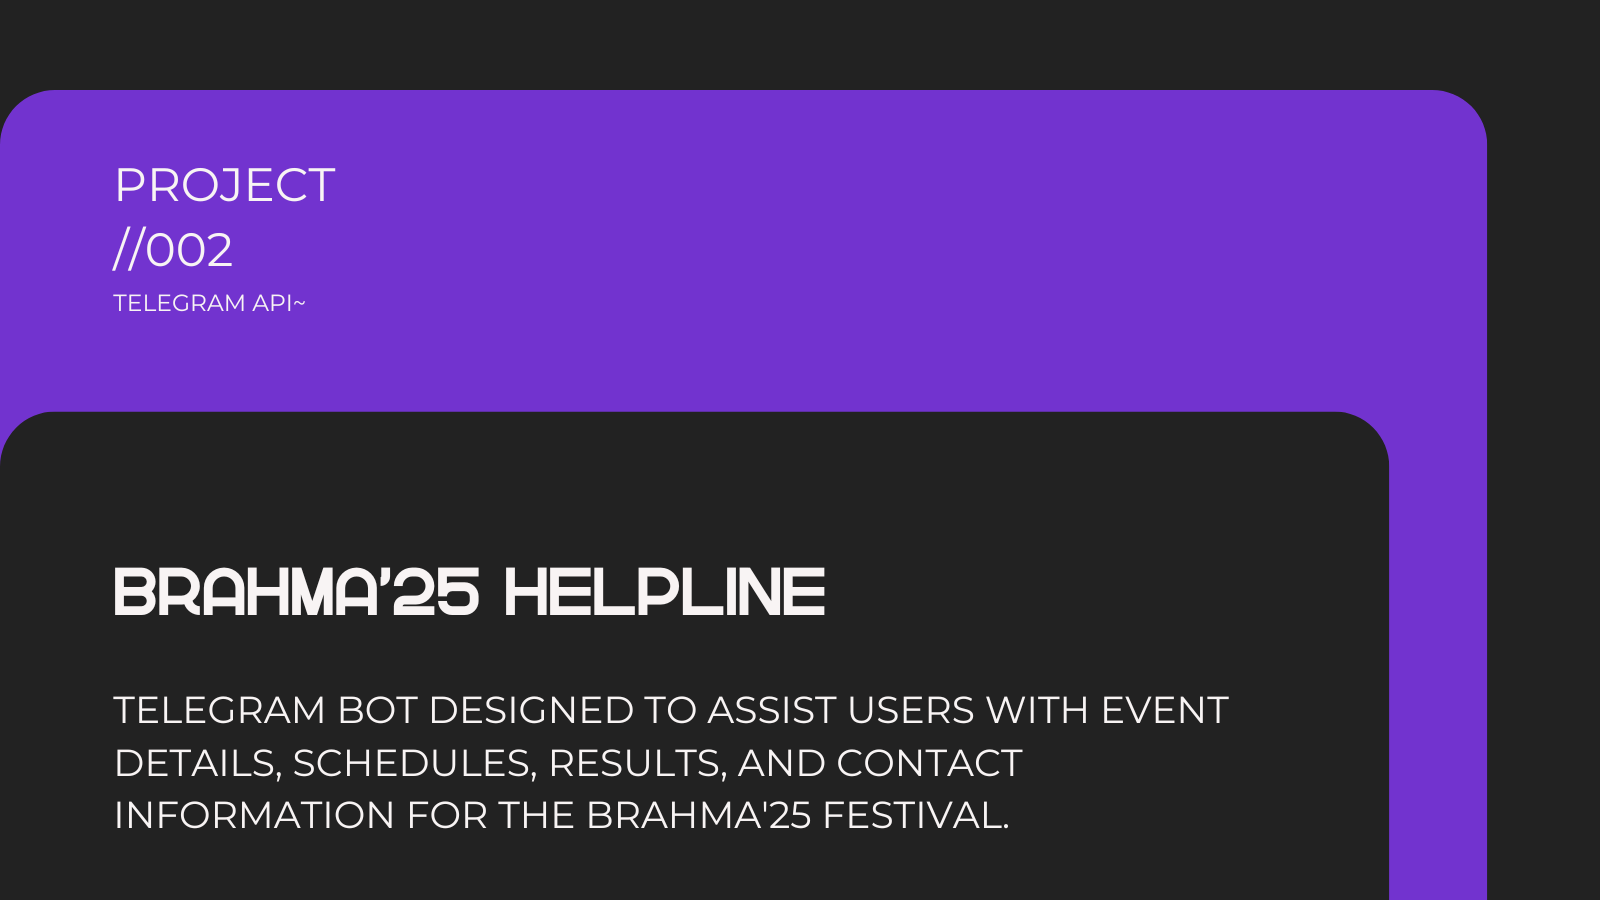 PROJECT
//002
TELEGRAM API~
BRAHMA’25 HELPLINE
TELEGRAM BOT DESIGNED TO ASSIST USERS WITH EVENT
DETAILS, SCHEDULES, RESULTS, AND CONTACT
INFORMATION FOR THE BRAHMA'25 FESTIVAL.